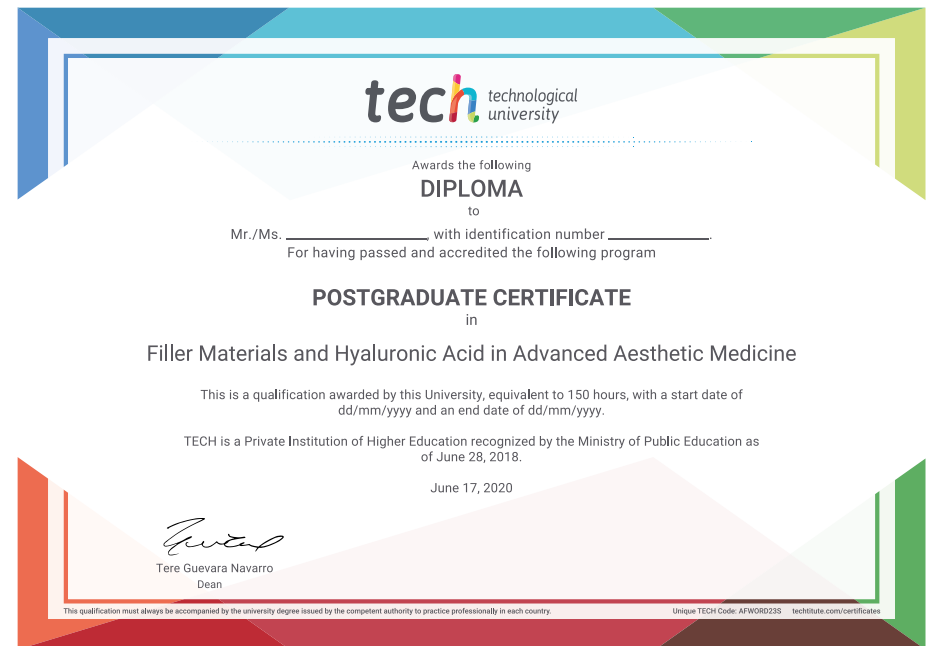 tech technological
university
Awards the following
DIPLOMA
to
Mr./Ms. ____________________, with identification number ______________.
For having passed and accredited the following program
POSTGRADUATE CERTIFICATE
in
Filler Materials and Hyaluronic Acid in Advanced Aesthetic Medicine
This is a qualification awarded by this University, equivalent to 150 hours, with a start date of
dd/mm/yyyy and an end date of dd/mm/yyyy.
TECH is a Private Institution of Higher Education recognized by the Ministry of Public Education as
of June 28, 2018.
June 17, 2020
Tere Guevara Navarro
Dean
This qualification must always be accompanied by the university degree issued by the competent authority to practice professionally in each country.
Unique TECH Code: AFWORD23S techtitute.com/certificates